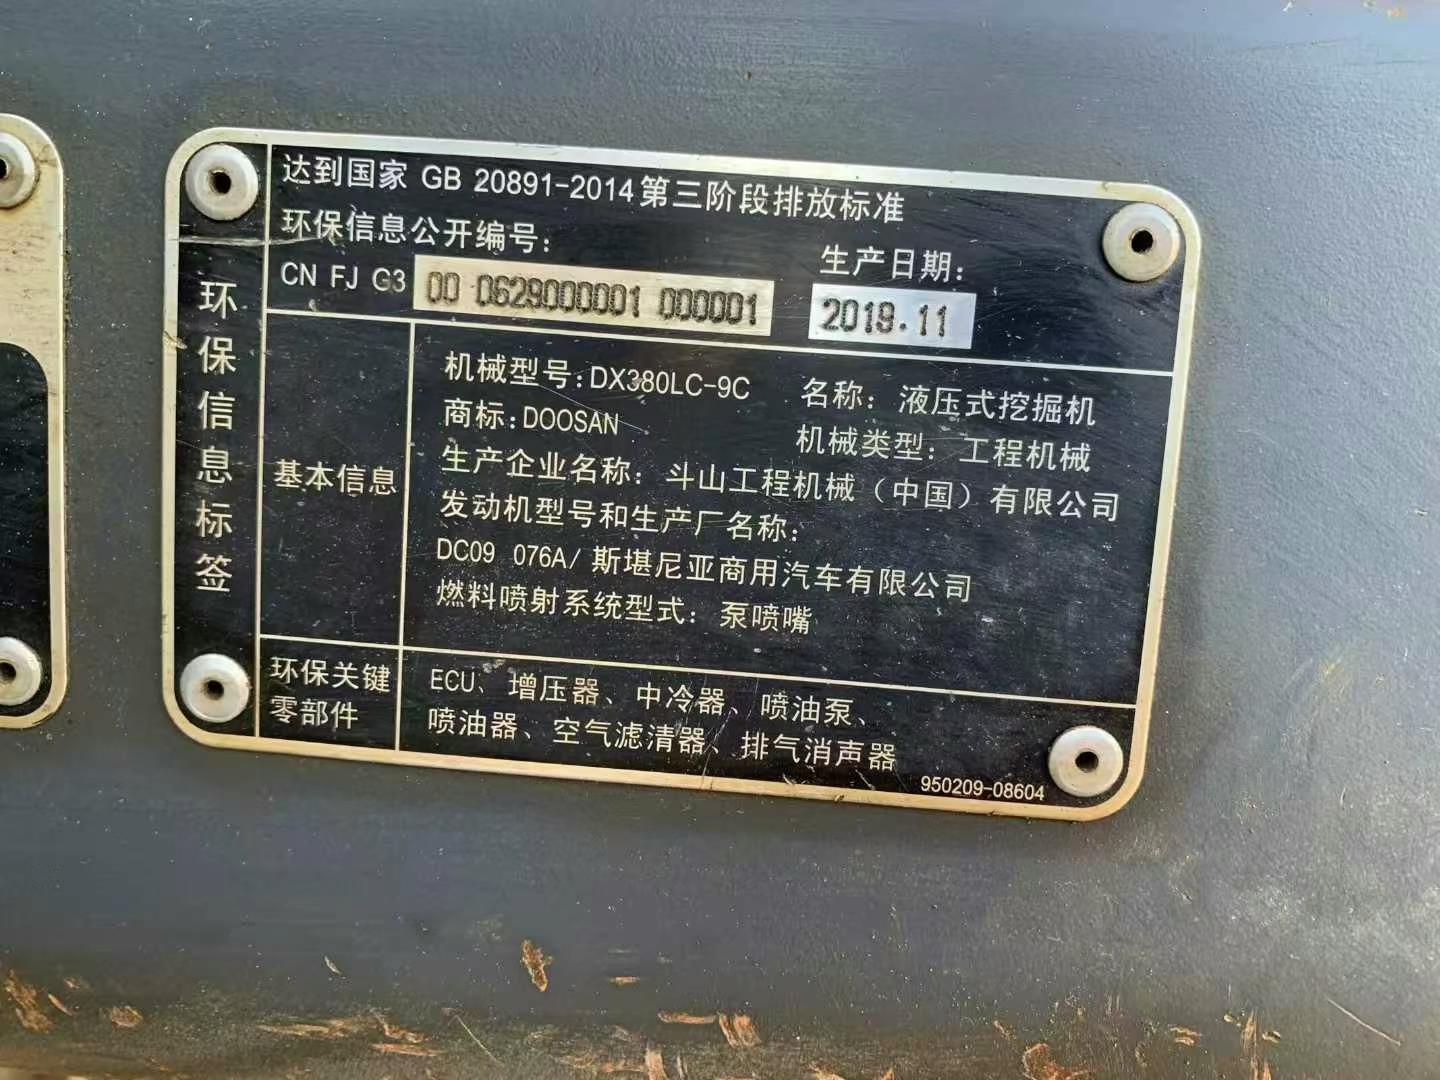 达到国家 GB 20891-2014第三阶段排放标准
环保信息公开编号:
生产日期:
CN FJ G3 00 0629000001 000001
2019.11
环保信息标签
基本信息
机械型号:DX380LC-9C 名称: 液压式挖掘机
商标:DOOSAN 机械类型: 工程机械
生产企业名称: 斗山工程机械（中国）有限公司
发动机型号和生产厂名称:
DC09 076A/ 斯堪尼亚商用汽车有限公司
燃料喷射系统型式: 泵喷嘴
环保关键
零部件
ECU、增压器、中冷器、喷油泵、
喷油器、空气滤清器、排气消声器
950209-08604